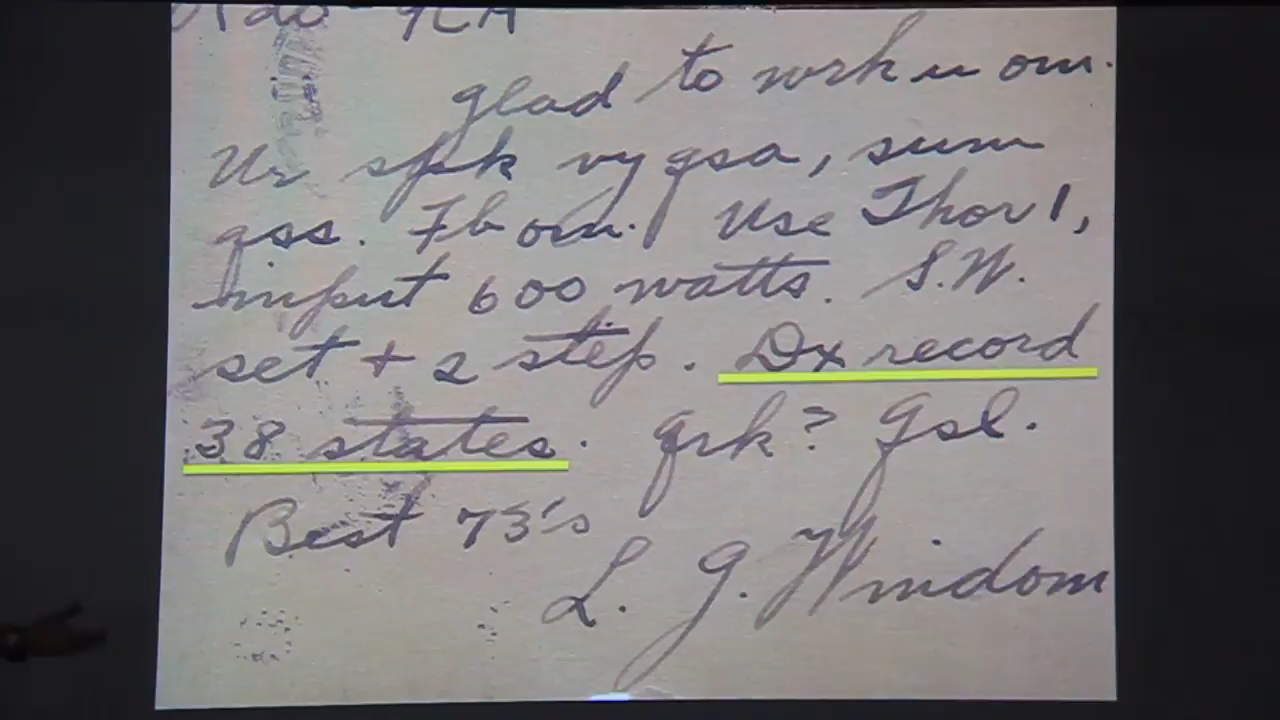 glad to wrk u om.
Ur spk vy qsa, sum
qss. Fb om. Use Thor 1,
input 600 watts. S.W.
set + 2 step. Dx record
38 states. qrk? Qsl.
Best 73's
L. G. Windom